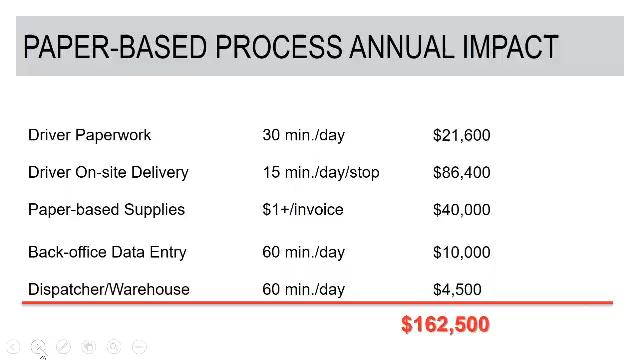 PAPER-BASED PROCESS ANNUAL IMPACT
Driver Paperwork 30 min./day $21,600
Driver On-site Delivery 15 min./day/stop $86,400
Paper-based Supplies $1+/invoice $40,000
Back-office Data Entry 60 min./day $10,000
Dispatcher/Warehouse 60 min./day $4,500
$162,500